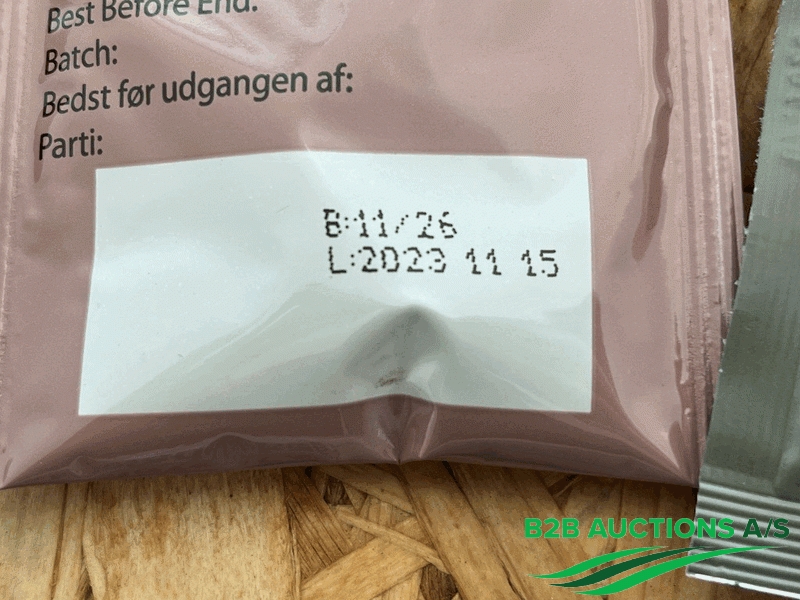 Best Before End:
Batch:
Bedst før udgangen af:
Parti:
B:11/26
L:2023 11 15
B2B AUCTIONS A/S